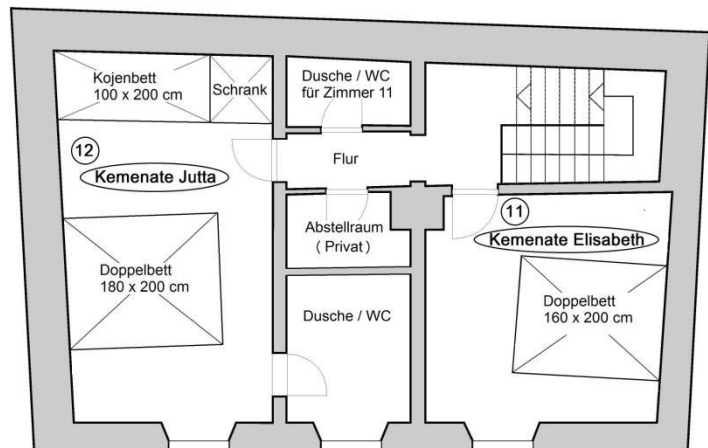 Kojenbett
100 x 200 cm
Schrank
Dusche / WC
für Zimmer 11
12
Kemenate Jutta
Flur
11
Kemenate Elisabeth
Abstellraum
( Privat )
Doppelbett
180 x 200 cm
Dusche / WC
Doppelbett
160 x 200 cm